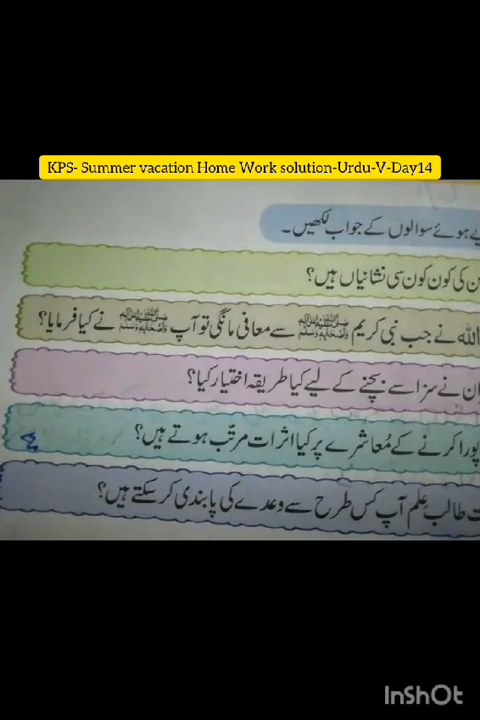 KPS- Summer vacation Home Work solution-Urdu-V-Day14
ہوئے سوالوں کے جواب لکھیں۔
کی کون کون سی نشانیاں ہیں؟
اللہ نے جب نبی کریم ﷺ سے معافی مانگی تو آپ ﷺ نے کیا فرمایا؟
نے سزا سے بچنے کے لیے کیا طریقہ اختیار کیا؟
پورا کرنے کے مُعاشرے پر کیا اثرات مرتّب ہوتے ہیں؟
طالبِ علم آپ کس طرح سے وعدے کی پابندی کر سکتے ہیں؟
InShOt